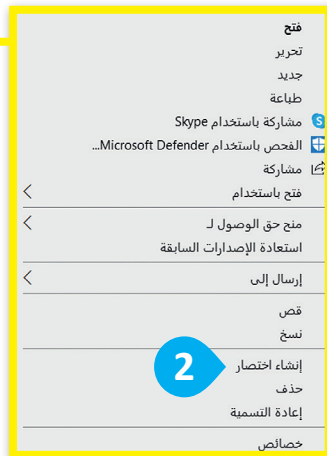 فتح
تحرير
جديد
طباعة
مشاركة باستخدام Skype
الفحص باستخدام Microsoft Defender...
مشاركة
فتح باستخدام
منح حق الوصول لـ
استعادة الإصدارات السابقة
إرسال إلى
قص
نسخ
إنشاء اختصار
2
حذف
إعادة التسمية
خصائص